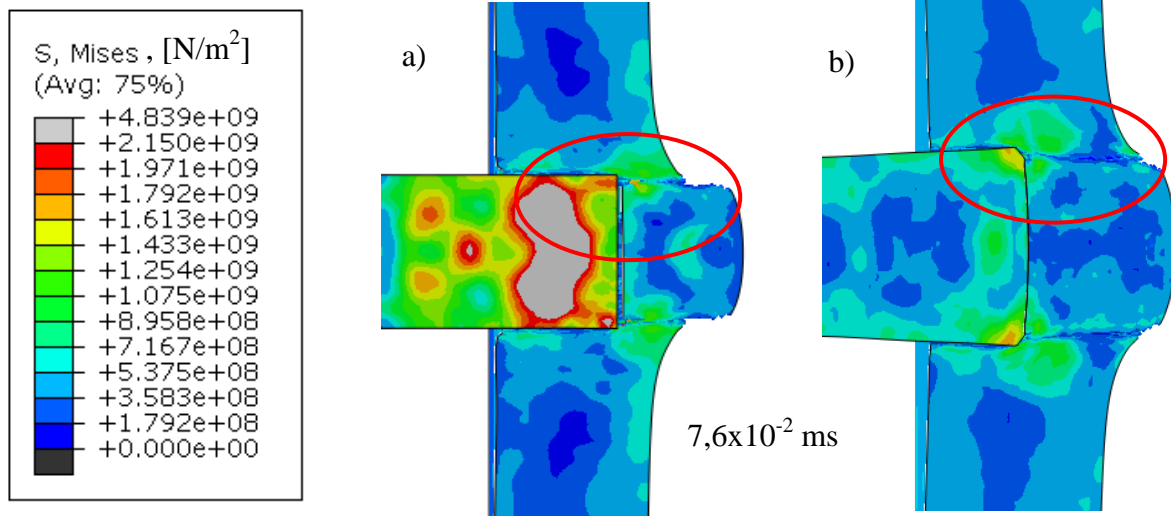 S, Mises , [N/m²]
(Avg: 75%)
+4.839e+09
+2.150e+09
+1.971e+09
+1.792e+09
+1.613e+09
+1.433e+09
+1.254e+09
+1.075e+09
+8.958e+08
+7.167e+08
+5.375e+08
+3.583e+08
+1.792e+08
+0.000e+00
a)
b)
7,6x10⁻² ms